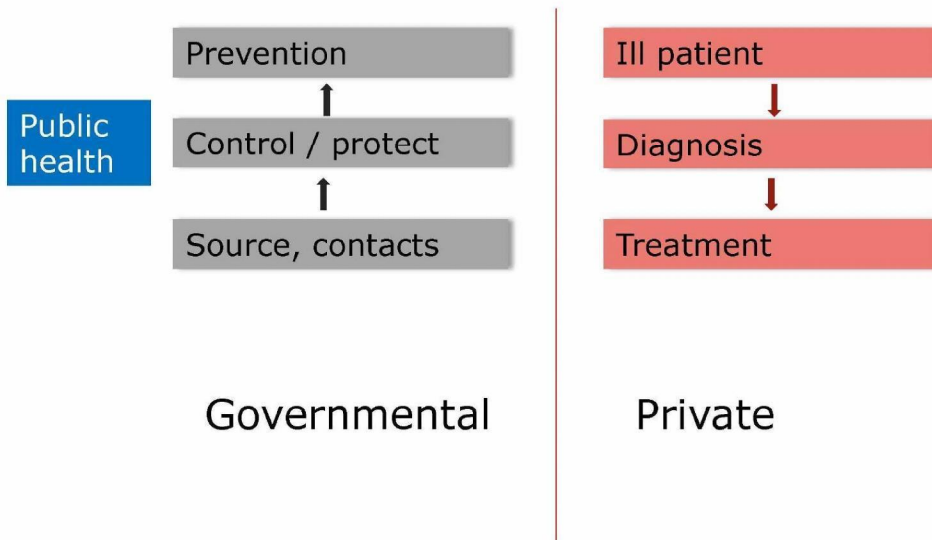 Public
health
Prevention
Control / protect
Source, contacts
Governmental
Ill patient
Diagnosis
Treatment
Private